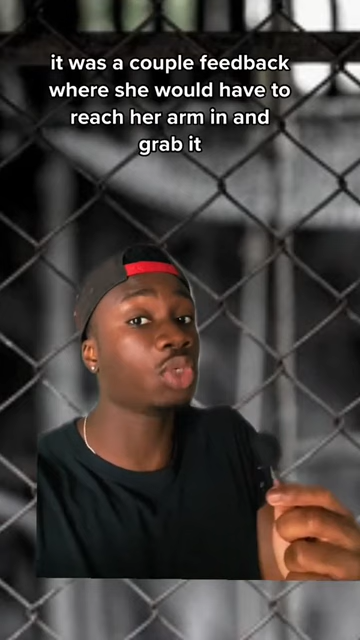 it was a couple feedback
where she would have to
reach her arm in and
grab it